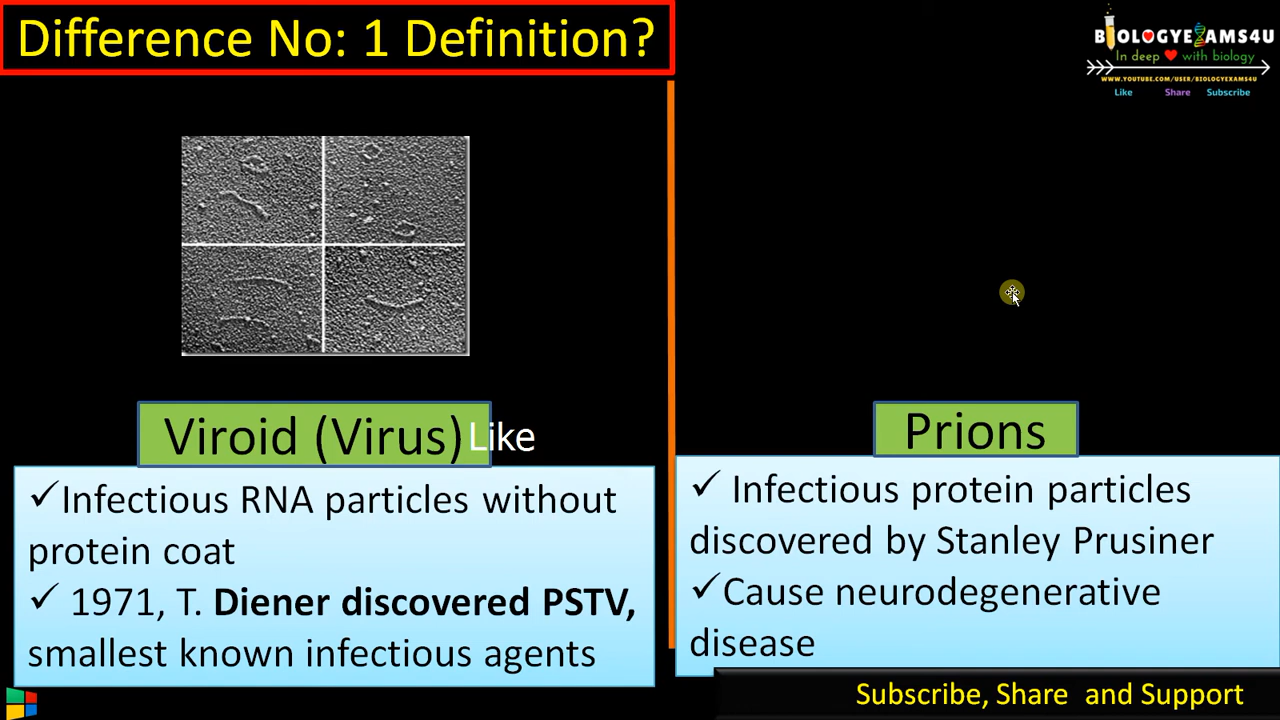 Difference No: 1 Definition?
BIOLOGYEXAMS4U
In deep with biology
WWW.YOUTUBE.COM/USER/BIOLOGYEXAMS4U
Like Share Subscribe
Viroid (Virus) Like
✓Infectious RNA particles without
protein coat
✓ 1971, T. Diener discovered PSTV,
smallest known infectious agents
Prions
✓ Infectious protein particles
discovered by Stanley Prusiner
✓Cause neurodegenerative
disease
Subscribe, Share and Support